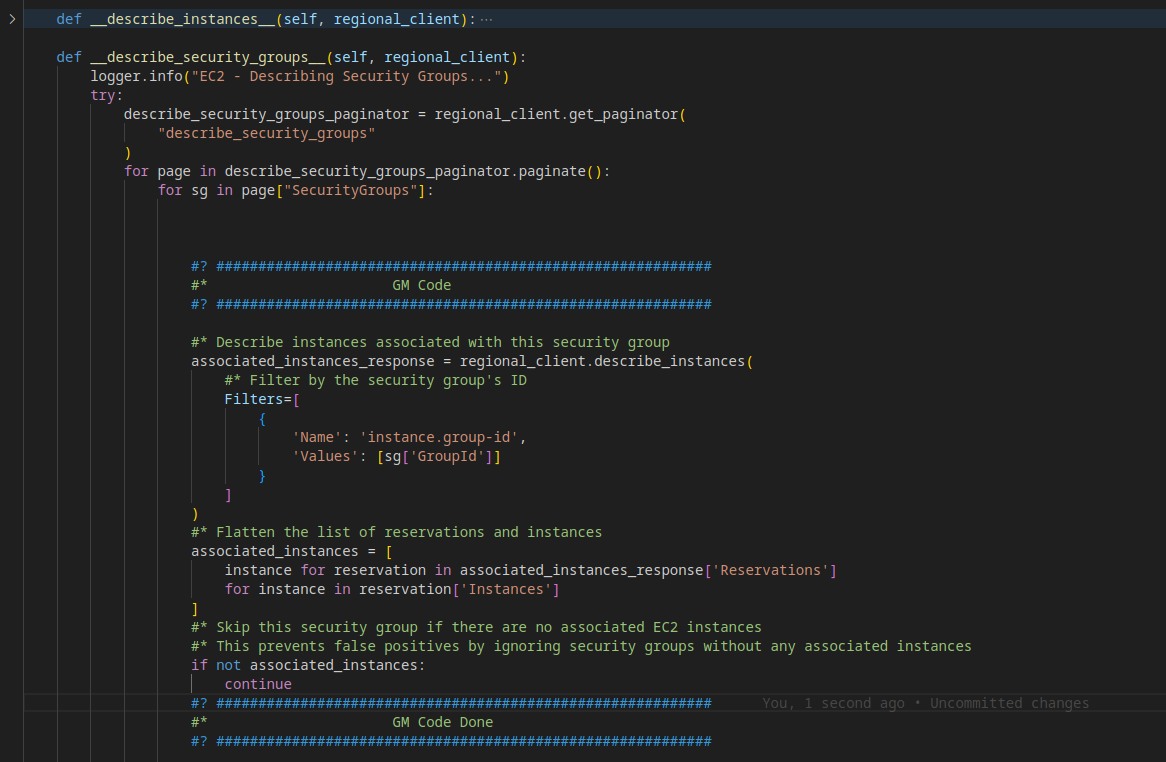 def __describe_instances__(self, regional_client):···
def __describe_security_groups__(self, regional_client):
logger.info("EC2 - Describing Security Groups...")
try:
describe_security_groups_paginator = regional_client.get_paginator(
"describe_security_groups"
)
for page in describe_security_groups_paginator.paginate():
for sg in page["SecurityGroups"]:
#? ###########################################################
#*                      GM Code
#? ###########################################################
#* Describe instances associated with this security group
associated_instances_response = regional_client.describe_instances(
#* Filter by the security group's ID
Filters=[
{
'Name': 'instance.group-id',
'Values': [sg['GroupId']]
}
]
)
#* Flatten the list of reservations and instances
associated_instances = [
instance for reservation in associated_instances_response['Reservations']
for instance in reservation['Instances']
]
#* Skip this security group if there are no associated EC2 instances
#* This prevents false positives by ignoring security groups without any associated instances
if not associated_instances:
continue
#? ########################################################### You, 1 second ago • Uncommitted changes
#*                      GM Code Done
#? ###########################################################